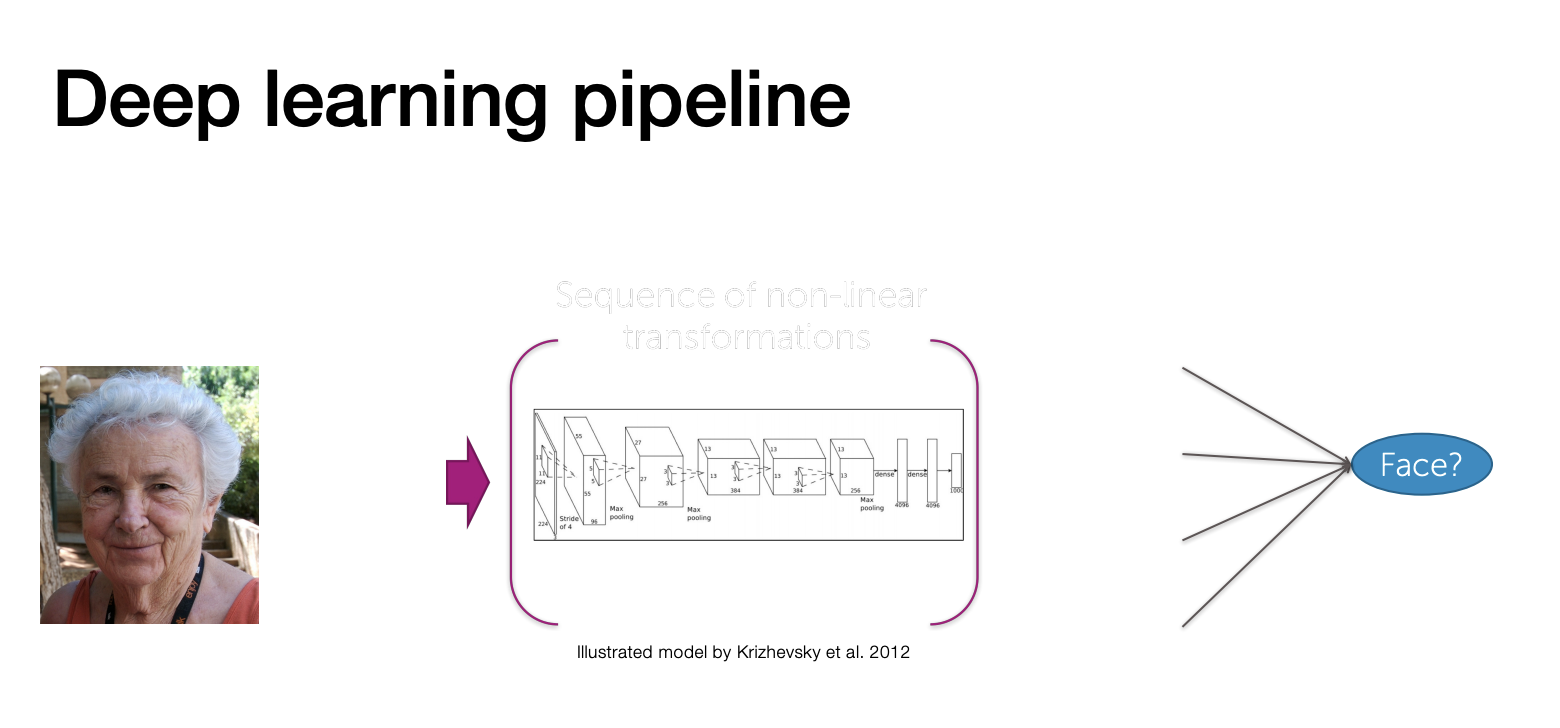 Deep learning pipeline
Sequence of non-linear
transformations
55
27
13
13
13
11
5
3
3
3
11
5
3
3
3
224
55
27
13
13
13
256
384
384
256
dense
dense
1000
4096
4096
Max
pooling
Max
pooling
Max
pooling
Stride
of 4
96
224
Face?
Illustrated model by Krizhevsky et al. 2012